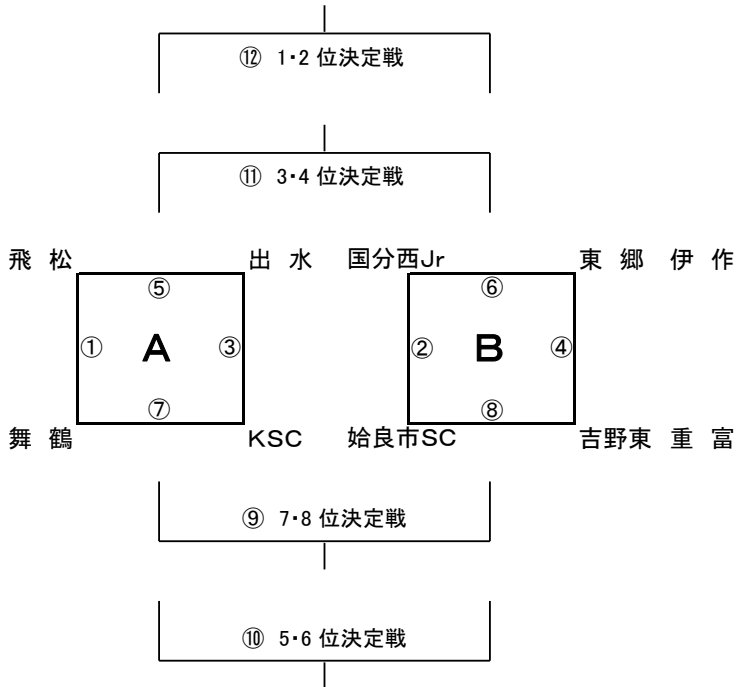 ⑫ 1・2 位決定戦
⑪ 3・4 位決定戦
飛 松 出 水 国分西Jr 東 郷 伊 作
⑤ ⑥
① A ③ ② B ④
⑦ ⑧
舞 鶴 KSC 姶良市SC 吉野東 重 富
⑨ 7・8 位決定戦
⑩ 5・6 位決定戦